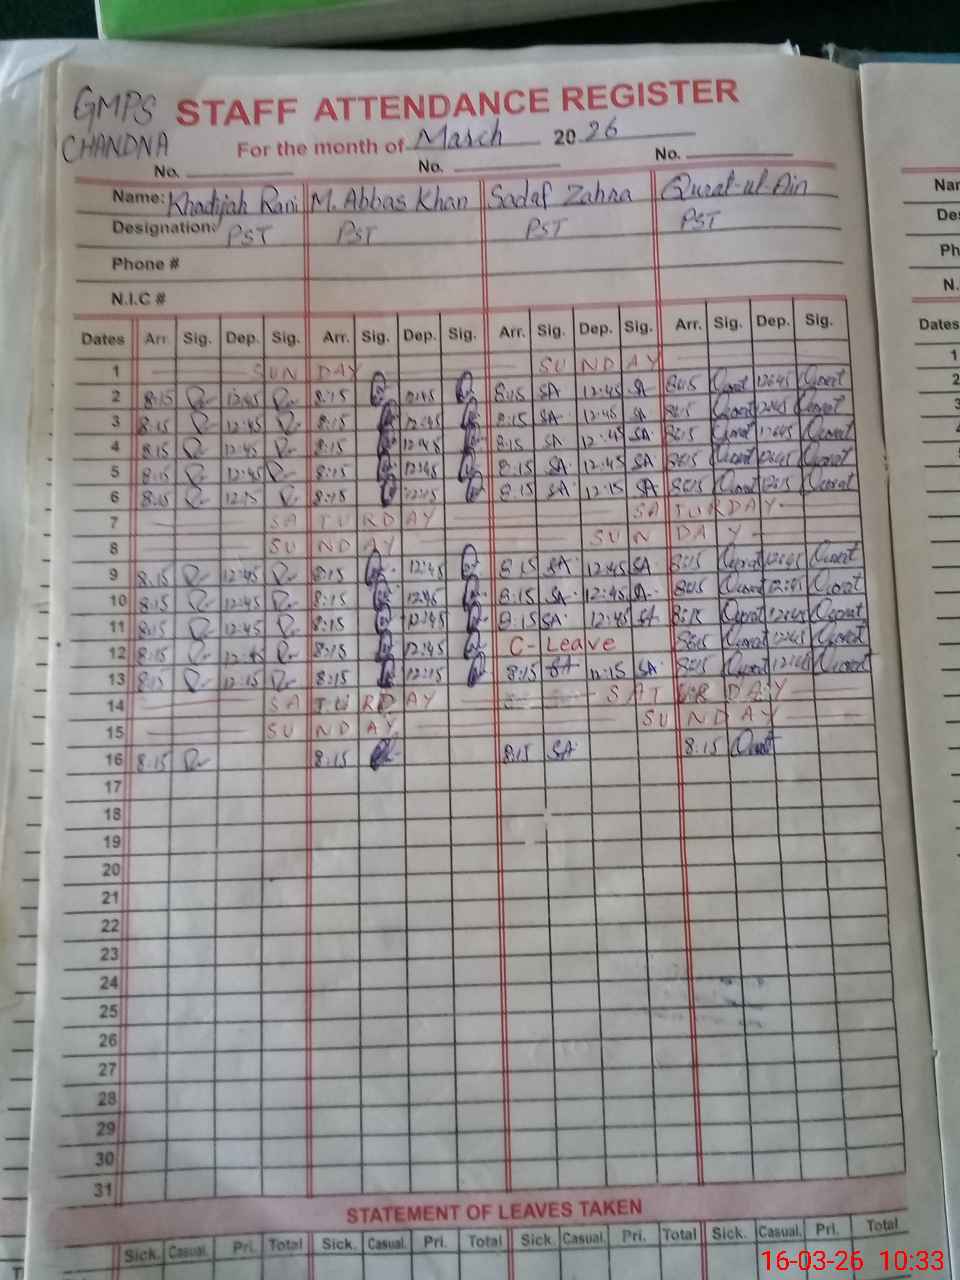 GMPS STAFF ATTENDANCE REGISTER
CHANDNA For the month of March 2026
No. No. No.
Name: Khadijah Rani M. Abbas Khan Sadaf Zahra Qurat-ul-Ain
Designation: PST PST PST PST
Phone #
N.I.C #
Dates Arr. Sig. Dep. Sig. Arr. Sig. Dep. Sig. Arr. Sig. Dep. Sig. Arr. Sig. Dep. Sig.
1 SUNDAY SUNDAY
2 8:15 12:45 8:15 12:45 8:15 SA 12:45 SA 8:15 Qurat 12:45 Qurat
3 8:15 12:45 8:15 12:45 8:15 SA 12:45 SA 8:15 Qurat 12:45 Qurat
4 8:15 12:45 8:15 12:45 8:15 SA 12:45 SA 8:15 Qurat 12:45 Qurat
5 8:15 12:45 8:15 12:45 8:15 SA 12:45 SA 8:15 Qurat 12:45 Qurat
6 8:15 12:15 8:15 12:15 8:15 SA 12:15 SA 8:15 Qurat 12:15 Qurat
7 SATURDAY SATURDAY
8 SUNDAY SUNDAY
9 8:15 12:45 8:15 12:45 8:15 SA 12:45 SA 8:15 Qurat 12:45 Qurat
10 8:15 12:45 8:15 12:45 8:15 SA 12:45 SA 8:15 Qurat 12:45 Qurat
11 8:15 12:45 8:15 12:45 8:15 SA 12:45 SA 8:15 Qurat 12:45 Qurat
12 8:15 12:45 8:15 12:45 C-Leave 8:15 Qurat 12:45 Qurat
13 8:15 12:15 8:15 12:15 8:15 SA 12:15 SA 8:15 Qurat Qurat
14 SATURDAY SATURDAY
15 SUNDAY SUNDAY
16 8:15 8:15 8:15 SA 8:15 Qurat
17
18
19
20
21
22
23
24
25
26
27
28
29
30
31
STATEMENT OF LEAVES TAKEN
Sick. Casual. Pri. Total Sick. Casual. Pri. Total Sick. Casual. Pri. Total Sick. Casual. Pri. Total
16-03-26 10:33